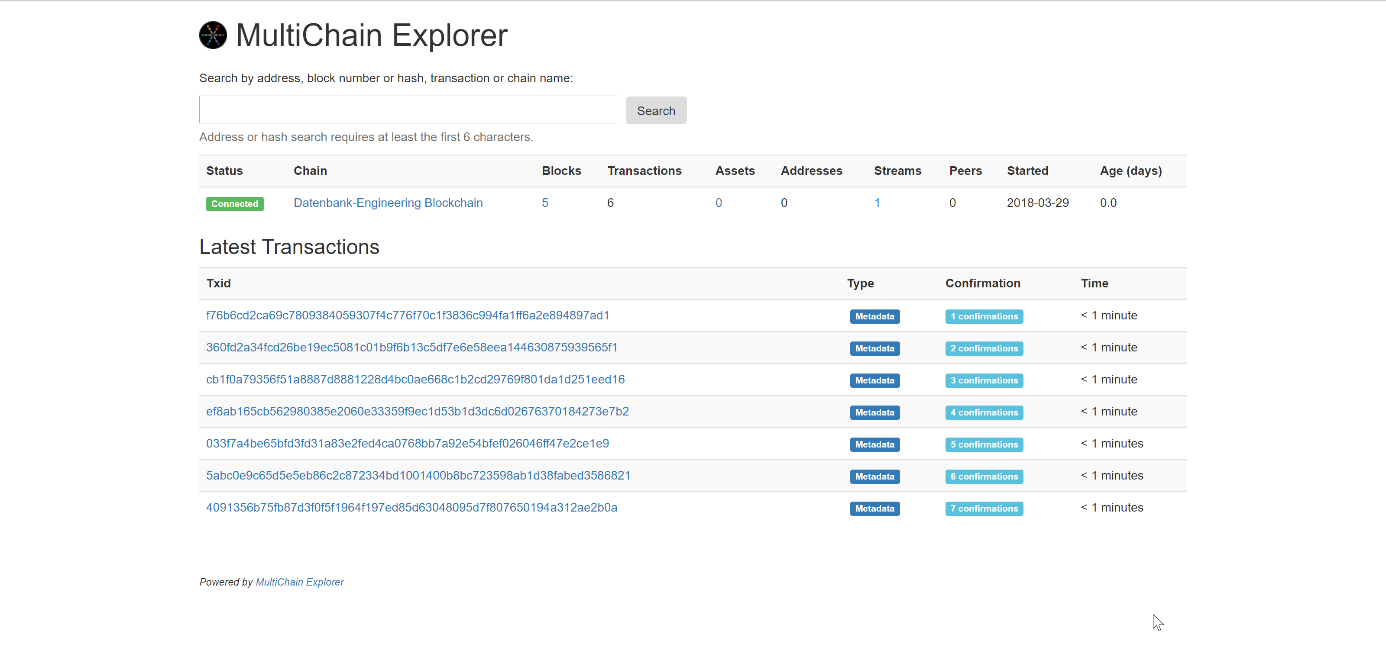 MultiChain Explorer
Search by address, block number or hash, transaction or chain name:
Search
Address or hash search requires at least the first 6 characters.
Status Chain Blocks Transactions Assets Addresses Streams Peers Started Age (days)
Connected Datenbank-Engineering Blockchain 5 6 0 0 1 0 2018-03-29 0.0
Latest Transactions
Txid Type Confirmation Time
f76b6cd2ca69c7809384059307f4c776f70c1f3836c994fa1ff6a2e894897ad1 Metadata 1 confirmations < 1 minute
360fd2a34fcd26be19ec5081c01b9f6b13c5df7e6e58eea144630875939565f1 Metadata 2 confirmations < 1 minute
cb1f0a79356f51a8887d8881228d4bc0ae668c1b2cd29769f801da1d251eed16 Metadata 3 confirmations < 1 minute
ef8ab165cb562980385e2060e33359f9ec1d53b1d3dc6d02676370184273e7b2 Metadata 4 confirmations < 1 minute
033f7a4be65bfd3fd31a83e2fed4ca0768bb7a92e54bfef026046ff47e2ce1e9 Metadata 5 confirmations < 1 minutes
5abc0e9c65d5e5eb86c2c872334bd1001400b8bc723598ab1d38fabed3586821 Metadata 6 confirmations < 1 minutes
4091356b75fb87d3f0f5f1964f197ed85d63048095d7f807650194a312ae2b0a Metadata 7 confirmations < 1 minutes
Powered by MultiChain Explorer